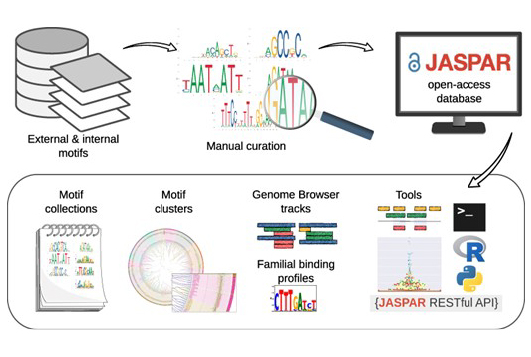 External & internal
motifs
Manual curation
JASPAR
open-access
database
Motif
collections
Motif
clusters
Genome Browser
tracks
Familial binding
profiles
Tools
>_
R
{JASPAR RESTful API}